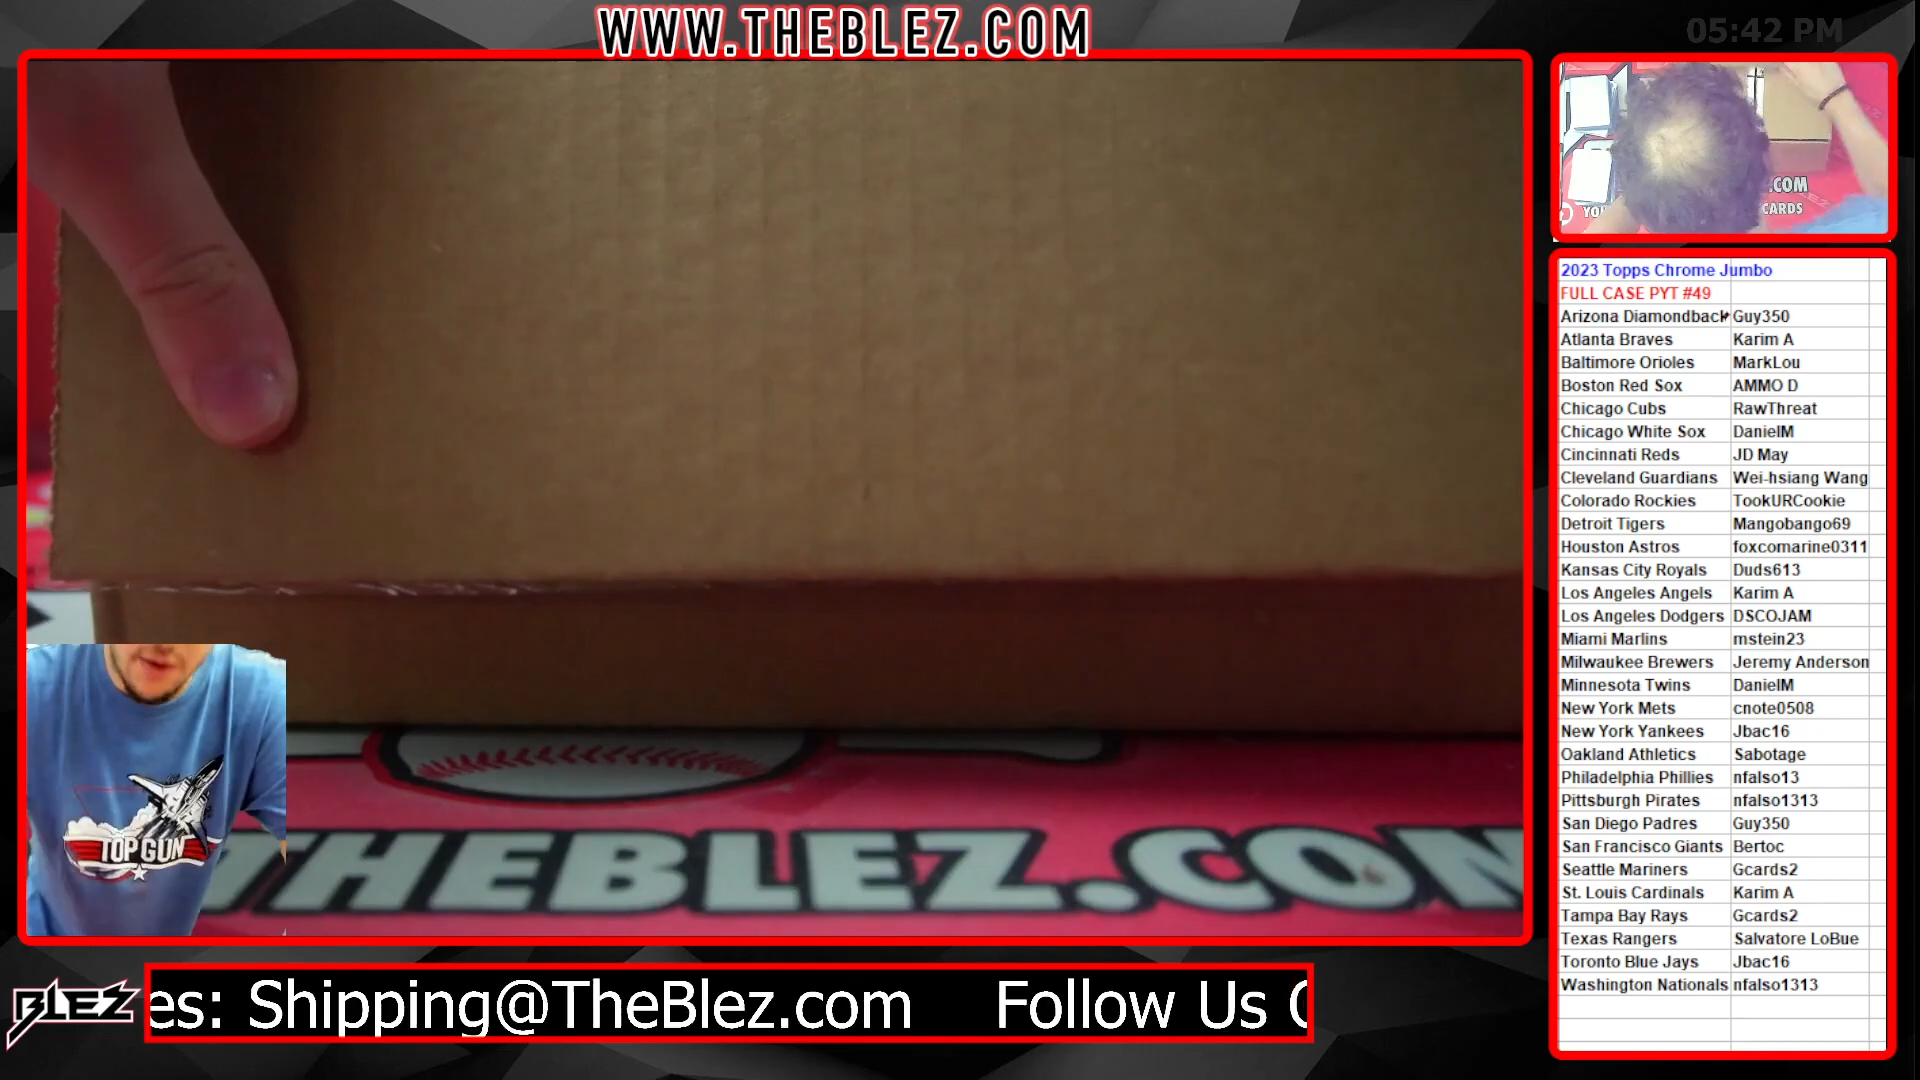 WWW.THEBLEZ.COM
05:42 PM
.COM
YOU
CARDS
2023 Topps Chrome Jumbo
FULL CASE PYT #49
Arizona Diamondback Guy350
Atlanta Braves Karim A
Baltimore Orioles MarkLou
Boston Red Sox AMMO D
Chicago Cubs RawThreat
Chicago White Sox DanielM
Cincinnati Reds JD May
Cleveland Guardians Wei-hsiang Wang
Colorado Rockies TookURCookie
Detroit Tigers Mangobango69
Houston Astros foxcomarine0311
Kansas City Royals Duds613
Los Angeles Angels Karim A
Los Angeles Dodgers DSCOJAM
Miami Marlins mstein23
Milwaukee Brewers Jeremy Anderson
Minnesota Twins DanielM
New York Mets cnote0508
New York Yankees Jbac16
Oakland Athletics Sabotage
Philadelphia Phillies nfalso13
Pittsburgh Pirates nfalso1313
San Diego Padres Guy350
San Francisco Giants Bertoc
Seattle Mariners Gcards2
St. Louis Cardinals Karim A
Tampa Bay Rays Gcards2
Texas Rangers Salvatore LoBue
Toronto Blue Jays Jbac16
Washington Nationals nfalso1313
TOP GUN
THEBLEZ.COM
BLEZ
es: Shipping@TheBlez.com Follow Us